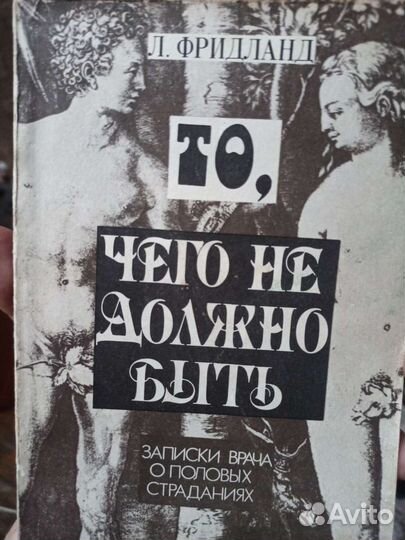 Л. ФРИДЛАНД
ТО,
ЧЕГО НЕ
ДОЛЖНО
БЫТЬ
ЗАПИСКИ ВРАЧА
О ПОЛОВЫХ
СТРАДАНИЯХ
Avito